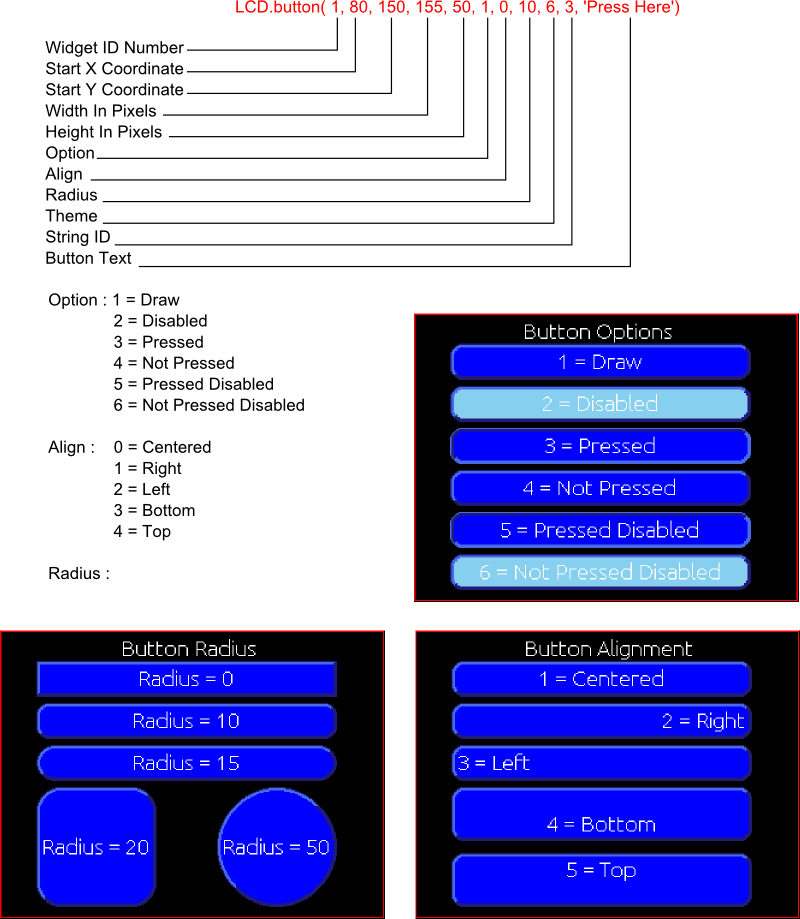 LCD.button( 1, 80, 150, 155, 50, 1, 0, 10, 6, 3, 'Press Here')
Widget ID Number
Start X Coordinate
Start Y Coordinate
Width In Pixels
Height In Pixels
Option
Align
Radius
Theme
String ID
Button Text
Option : 1 = Draw
2 = Disabled
3 = Pressed
4 = Not Pressed
5 = Pressed Disabled
6 = Not Pressed Disabled
Align : 0 = Centered
1 = Right
2 = Left
3 = Bottom
4 = Top
Radius :
Button Options
1 = Draw
2 = Disabled
3 = Pressed
4 = Not Pressed
5 = Pressed Disabled
6 = Not Pressed Disabled
Button Radius
Radius = 0
Radius = 10
Radius = 15
Radius = 20
Radius = 50
Button Alignment
1 = Centered
2 = Right
3 = Left
4 = Bottom
5 = Top